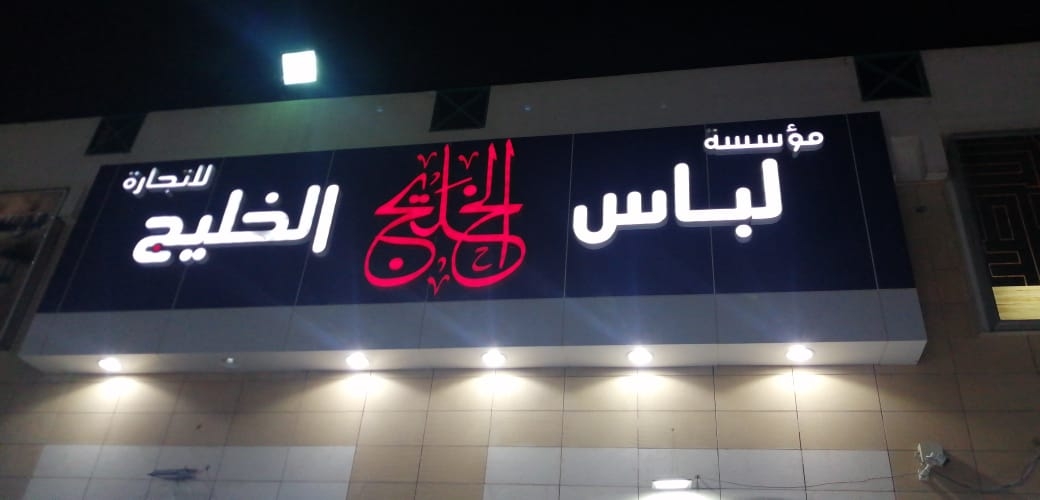 مؤسسة
لباس
الخليج
الخليج
للتجارة